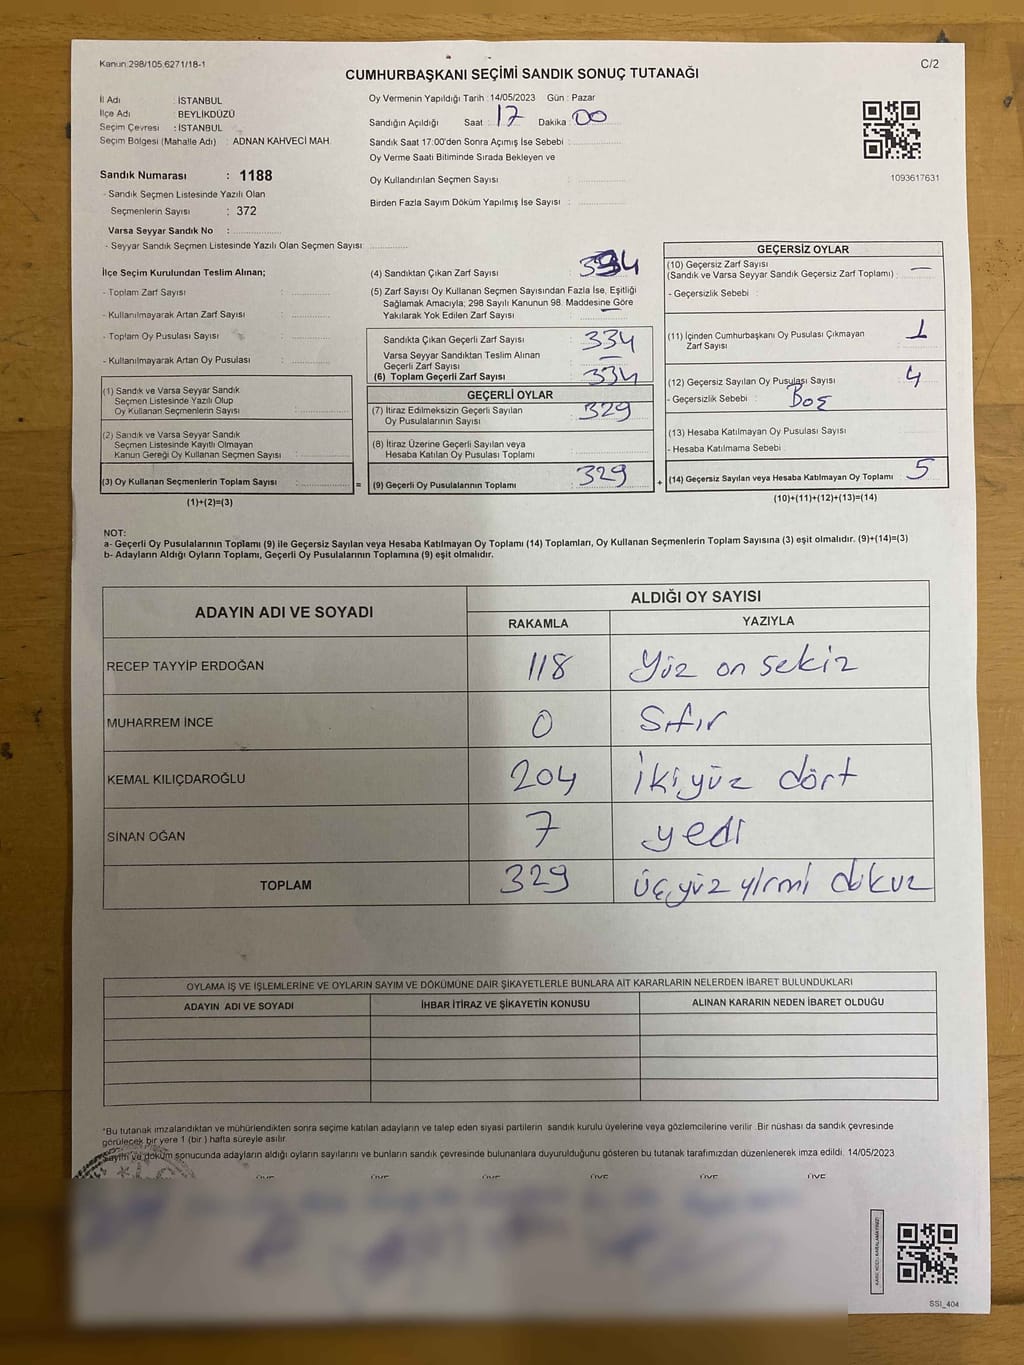 Kanun:298/105,6271/18-1
C/2
CUMHURBAŞKANI SEÇİMİ SANDIK SONUÇ TUTANAĞI
İl Adı : İSTANBUL
İlçe Adı : BEYLİKDÜZÜ
Seçim Çevresi : İSTANBUL
Seçim Bölgesi (Mahalle Adı) : ADNAN KAHVECİ MAH.
Sandık Numarası : 1188
- Sandık Seçmen Listesinde Yazılı Olan
Seçmenlerin Sayısı : 372
Varsa Seyyar Sandık No :
- Seyyar Sandık Seçmen Listesinde Yazılı Olan Seçmen Sayısı:
Oy Vermenin Yapıldığı Tarih :14/05/2023 Gün : Pazar
Sandığın Açıldığı Saat : 17 Dakika : 00
Sandık Saat 17:00'den Sonra Açımış İse Sebebi :
Oy Verme Saati Bitiminde Sırada Bekleyen ve
Oy Kullandırılan Seçmen Sayısı :
Birden Fazla Sayım Döküm Yapılmış İse Sayısı :
1093617631
İlçe Seçim Kurulundan Teslim Alınan;
- Toplam Zarf Sayısı :
- Kullanılmayarak Artan Zarf Sayısı :
- Toplam Oy Pusulası Sayısı :
- Kullanılmayarak Artan Oy Pusulası :
(1) Sandık ve Varsa Seyyar Sandık
Seçmen Listesinde Yazılı Olup
Oy Kullanan Seçmenlerin Sayısı :
(2) Sandık ve Varsa Seyyar Sandık
Seçmen Listesinde Kayıtlı Olmayan
Kanun Gereği Oy Kullanan Seçmen Sayısı :
(3) Oy Kullanan Seçmenlerin Toplam Sayısı : =
(1)+(2)=(3)
(4) Sandıktan Çıkan Zarf Sayısı : 334
(5) Zarf Sayısı Oy Kullanan Seçmen Sayısından Fazla İse, Eşitliği
Sağlamak Amacıyla; 298 Sayılı Kanunun 98. Maddesine Göre
Yakılarak Yok Edilen Zarf Sayısı : —
Sandıkta Çıkan Geçerli Zarf Sayısı : 334
Varsa Seyyar Sandıktan Teslim Alınan
Geçerli Zarf Sayısı : —
(6) Toplam Geçerli Zarf Sayısı : 334
GEÇERLİ OYLAR
(7) İtiraz Edilmeksizin Geçerli Sayılan
Oy Pusulalarının Sayısı : 329
(8) İtiraz Üzerine Geçerli Sayılan veya
Hesaba Katılan Oy Pusulası Toplamı :
(9) Geçerli Oy Pusulalarının Toplamı : 329 +
GEÇERSİZ OYLAR
(10) Geçersiz Zarf Sayısı
(Sandık ve Varsa Seyyar Sandık Geçersiz Zarf Toplamı) : —
- Geçersizlik Sebebi :
(11) İçinden Cumhurbaşkanı Oy Pusulası Çıkmayan
Zarf Sayısı : 1
(12) Geçersiz Sayılan Oy Pusulası Sayısı : 4
- Geçersizlik Sebebi : Boş
(13) Hesaba Katılmayan Oy Pusulası Sayısı :
- Hesaba Katılmama Sebebi
(14) Geçersiz Sayılan veya Hesaba Katılmayan Oy Toplamı : 5
(10)+(11)+(12)+(13)=(14)
NOT:
a- Geçerli Oy Pusulalarının Toplamı (9) ile Geçersiz Sayılan veya Hesaba Katılmayan Oy Toplamı (14) Toplamları, Oy Kullanan Seçmenlerin Toplam Sayısına (3) eşit olmalıdır. (9)+(14)=(3)
b- Adayların Aldığı Oyların Toplamı, Geçerli Oy Pusulalarının Toplamına (9) eşit olmalıdır.
ADAYIN ADI VE SOYADI ALDIĞI OY SAYISI
RAKAMLA YAZIYLA
RECEP TAYYİP ERDOĞAN 118 Yüz on sekiz
MUHARREM İNCE 0 Sıfır
KEMAL KILIÇDAROĞLU 204 İki yüz dört
SİNAN OĞAN 7 yedi
TOPLAM 329 üç yüz yirmi dokuz
OYLAMA İŞ VE İŞLEMLERİNE VE OYLARIN SAYIM VE DÖKÜMÜNE DAİR ŞİKAYETLERLE BUNLARA AİT KARARLARIN NELERDEN İBARET BULUNDUKLARI
ADAYIN ADI VE SOYADI İHBAR İTİRAZ VE ŞİKAYETİN KONUSU ALINAN KARARIN NEDEN İBARET OLDUĞU
*Bu tutanak imzalandıktan ve mühürlendikten sonra seçime katılan adayların ve talep eden siyasi partilerin sandık kurulu üyelerine veya gözlemcilerine verilir. Bir nüshası da sandık çevresinde
görülecek bir yere 1 (bir ) hafta süreyle asılır.
Sayım ve döküm sonucunda adayların aldığı oyların sayılarını ve bunların sandık çevresinde bulunanlara duyurulduğunu gösteren bu tutanak tarafımızdan düzenlenerek imza edildi. 14/05/2023
ÜYE ÜYE ÜYE ÜYE ÜYE ÜYE
SSI_404